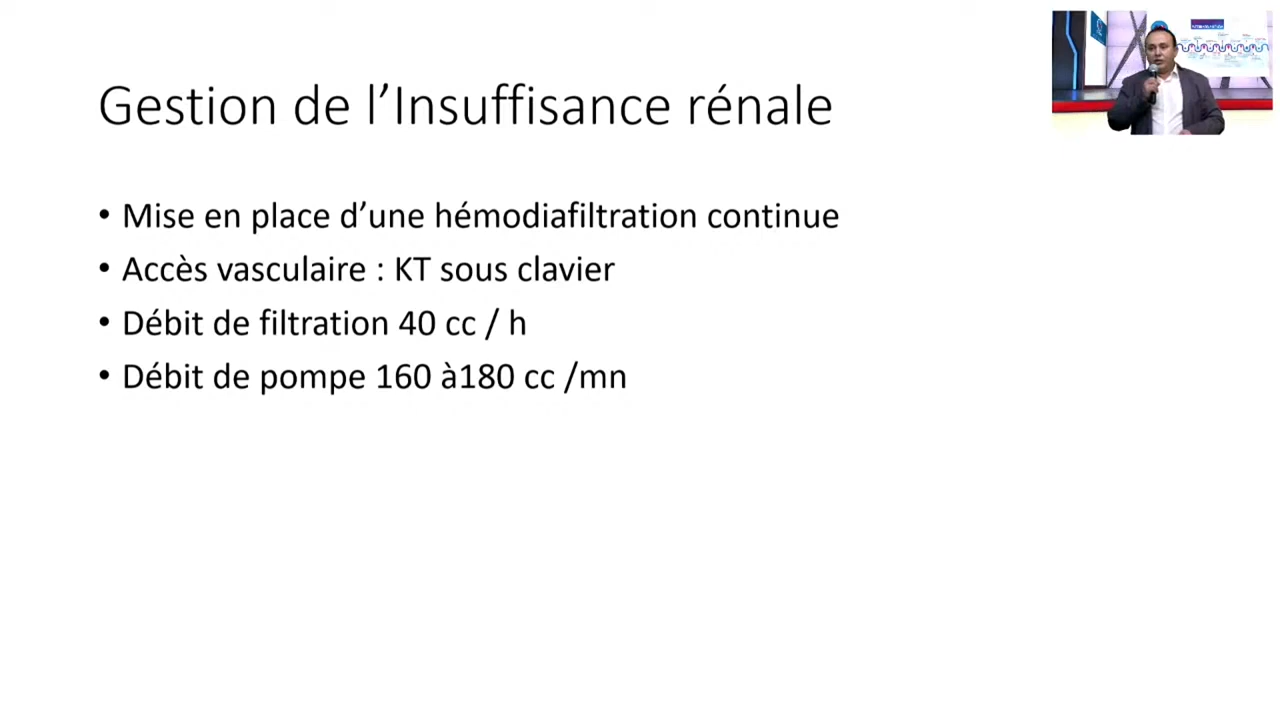 Gestion de l’Insuffisance rénale
• Mise en place d’une hémodiafiltration continue
• Accès vasculaire : KT sous clavier
• Débit de filtration 40 cc / h
• Débit de pompe 160 à180 cc /mn